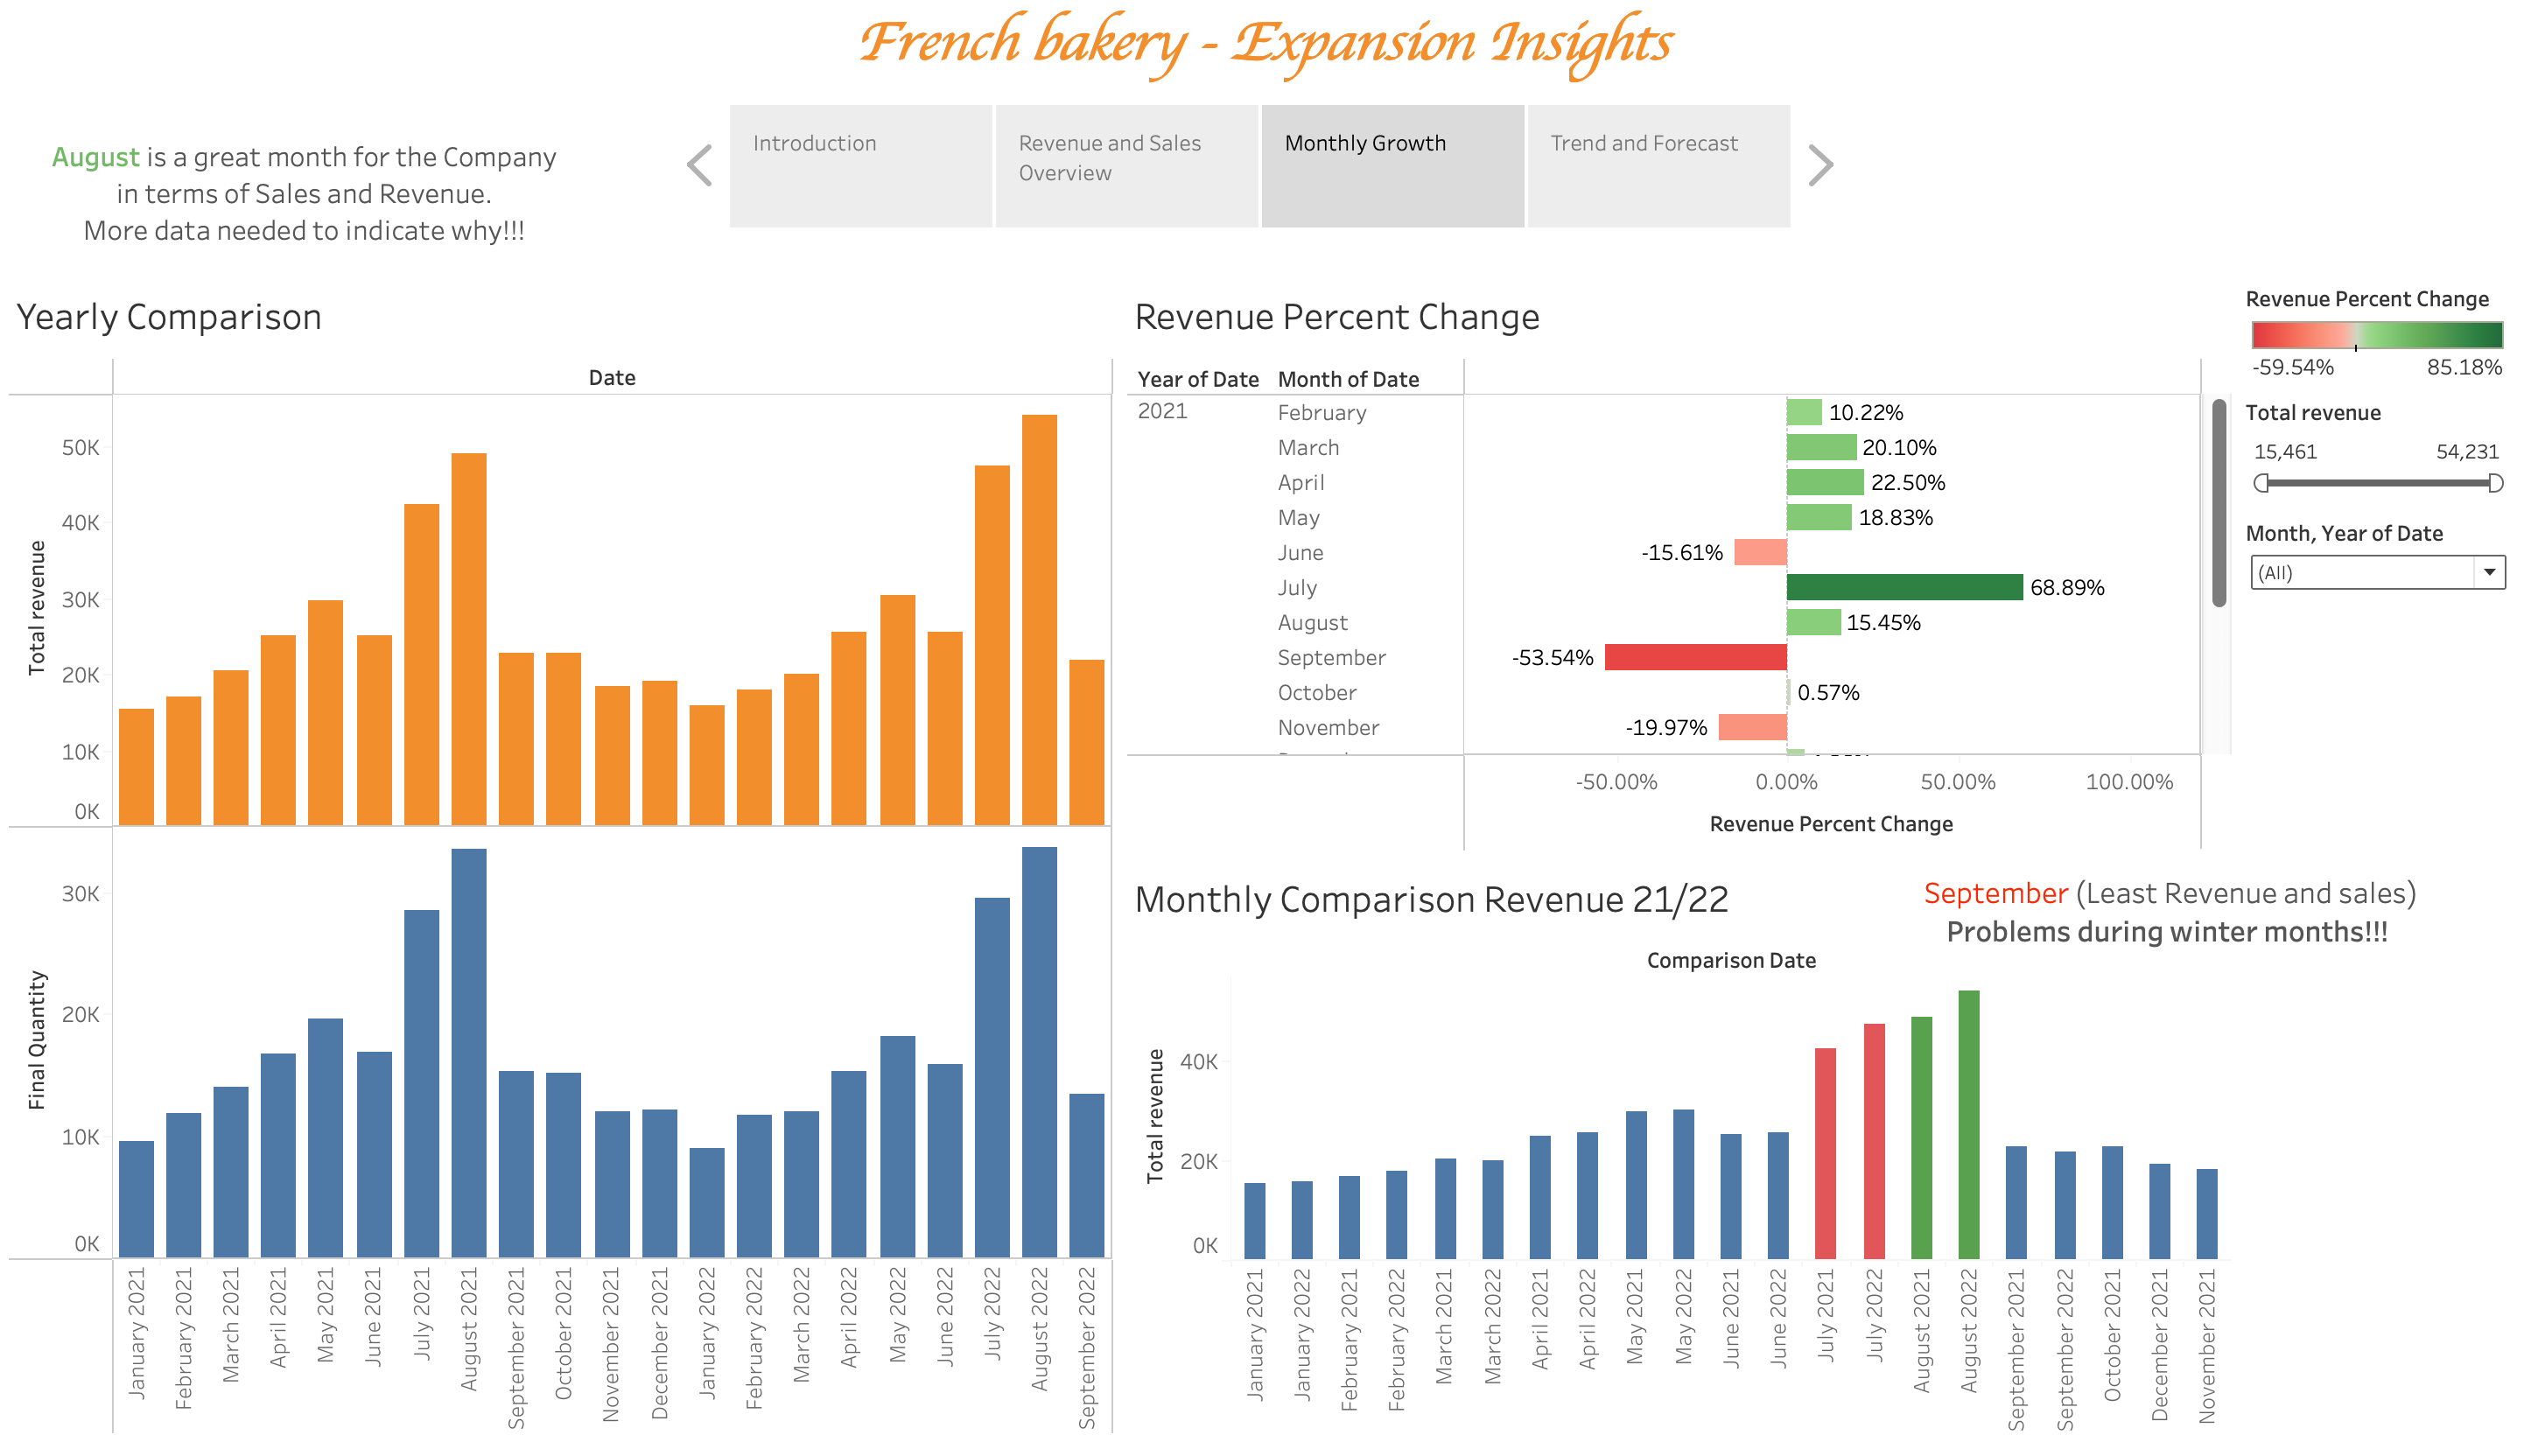 French bakery - Expansion Insights
August is a great month for the Company
in terms of Sales and Revenue.
More data needed to indicate why!!!
Introduction
Revenue and Sales
Overview
Monthly Growth
Trend and Forecast
Yearly Comparison
Date
Total revenue
50K
40K
30K
20K
10K
0K
Final Quantity
30K
20K
10K
0K
January 2021
February 2021
March 2021
April 2021
May 2021
June 2021
July 2021
August 2021
September 2021
October 2021
November 2021
December 2021
January 2022
February 2022
March 2022
April 2022
May 2022
June 2022
July 2022
August 2022
September 2022
Revenue Percent Change
Year of Date Month of Date
2021 February 10.22%
March 20.10%
April 22.50%
May 18.83%
June -15.61%
July 68.89%
August 15.45%
September -53.54%
October 0.57%
November -19.97%
-50.00% 0.00% 50.00% 100.00%
Revenue Percent Change
Revenue Percent Change
-59.54% 85.18%
Total revenue
15,461 54,231
Month, Year of Date
(All)
Monthly Comparison Revenue 21/22
September (Least Revenue and sales)
Problems during winter months!!!
Comparison Date
Total revenue
40K
20K
0K
January 2021
January 2022
February 2021
February 2022
March 2021
March 2022
April 2021
April 2022
May 2021
May 2022
June 2021
June 2022
July 2021
July 2022
August 2021
August 2022
September 2021
September 2022
October 2021
December 2021
November 2021